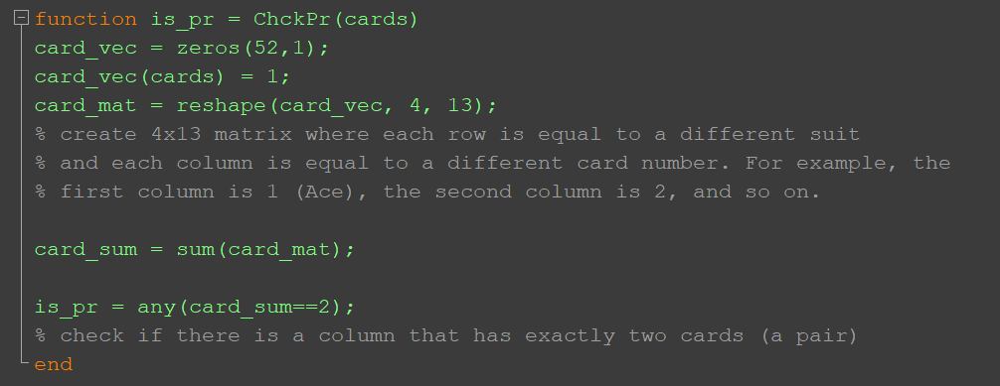 function is_pr = ChckPr(cards)
card_vec = zeros(52,1);
card_vec(cards) = 1;
card_mat = reshape(card_vec, 4, 13);
% create 4x13 matrix where each row is equal to a different suit
% and each column is equal to a different card number. For example, the
% first column is 1 (Ace), the second column is 2, and so on.
card_sum = sum(card_mat);
is_pr = any(card_sum==2);
% check if there is a column that has exactly two cards (a pair)
end